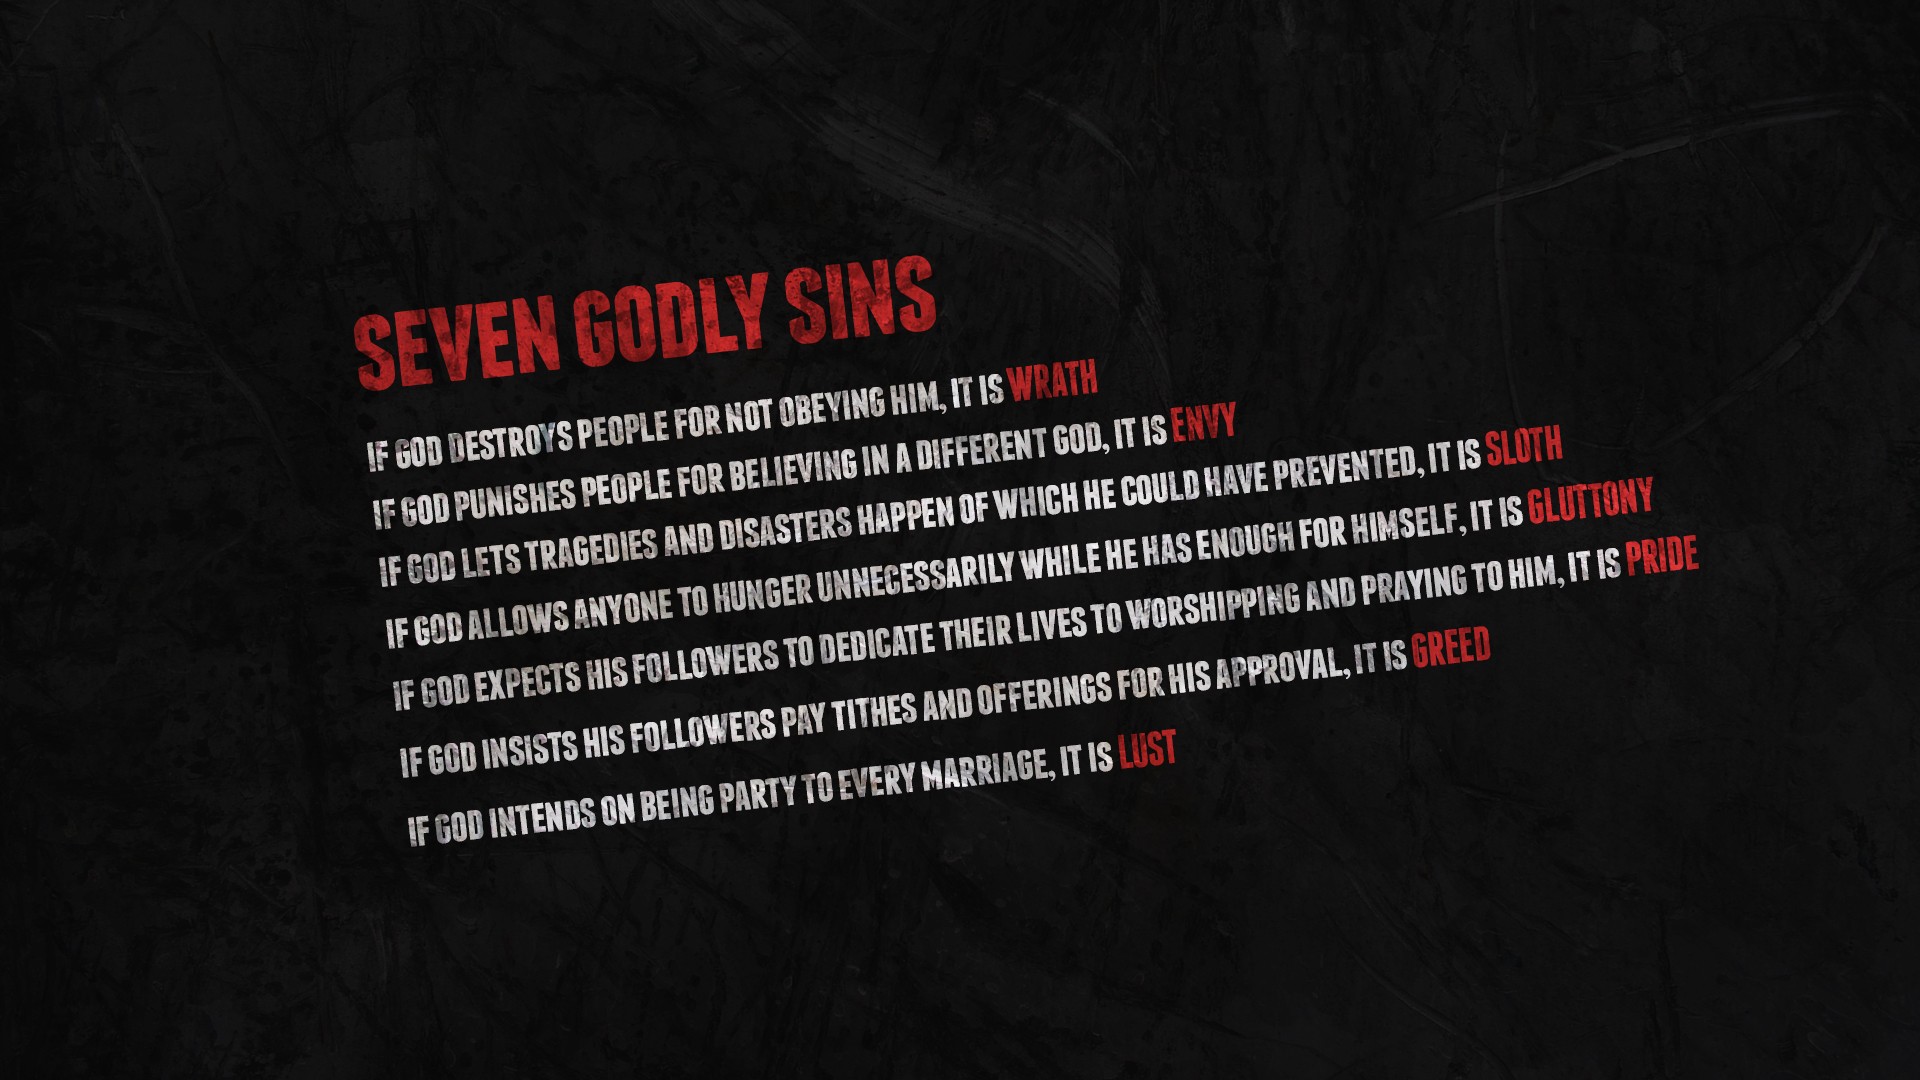 SEVEN GODLY SINS
IF GOD DESTROYS PEOPLE FOR NOT OBEYING HIM, IT IS WRATH
IF GOD PUNISHES PEOPLE FOR BELIEVING IN A DIFFERENT GOD, IT IS ENVY
IF GOD LETS TRAGEDIES AND DISASTERS HAPPEN OF WHICH HE COULD HAVE PREVENTED, IT IS SLOTH
IF GOD ALLOWS ANYONE TO HUNGER UNNECESSARILY WHILE HE HAS ENOUGH FOR HIMSELF, IT IS GLUTTONY
IF GOD EXPECTS HIS FOLLOWERS TO DEDICATE THEIR LIVES TO WORSHIPPING AND PRAYING TO HIM, IT IS PRIDE
IF GOD INSISTS HIS FOLLOWERS PAY TITHES AND OFFERINGS FOR HIS APPROVAL, IT IS GREED
IF GOD INTENDS ON BEING PARTY TO EVERY MARRIAGE, IT IS LUST